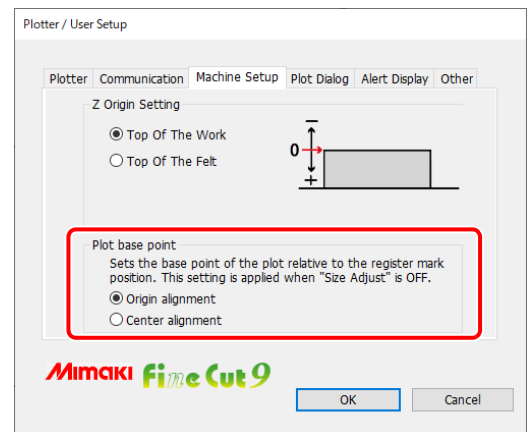 Plotter / User Setup
Plotter Communication Machine Setup Plot Dialog Alert Display Other
Z Origin Setting
Top Of The Work
Top Of The Felt
−
0
+
Plot base point
Sets the base point of the plot relative to the register mark
position. This setting is applied when "Size Adjust" is OFF.
Origin alignment
Center alignment
Mimaki Fine Cut 9
OK Cancel